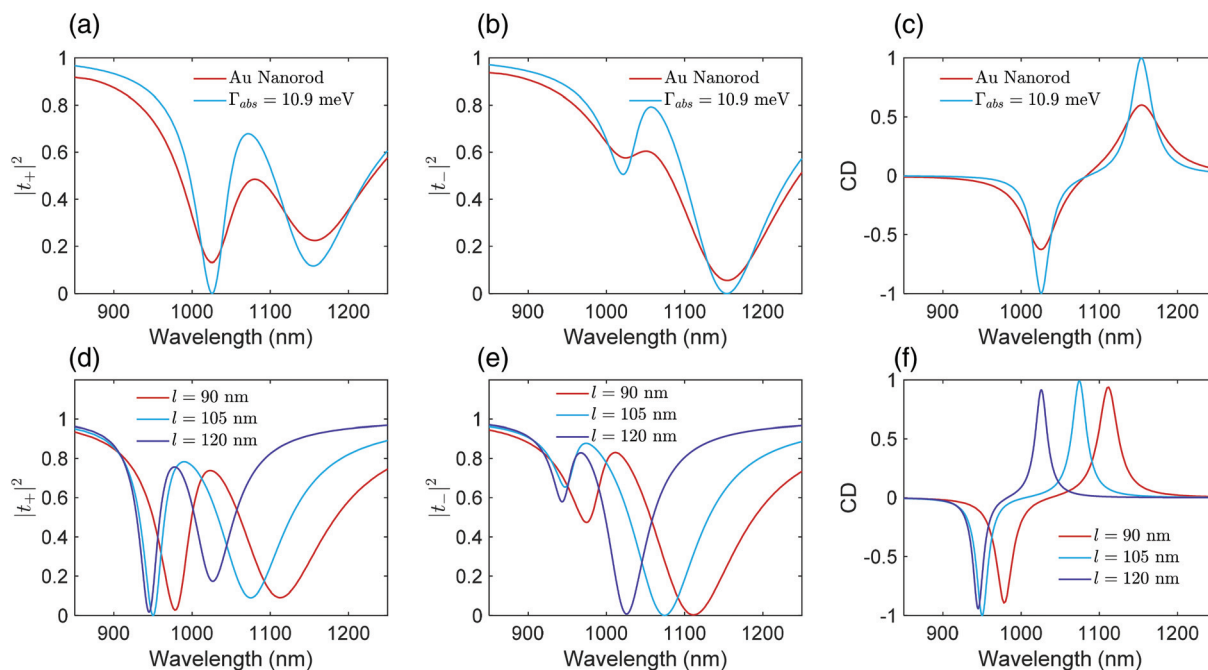 (a)
1
0.8
0.6
0.4
0.2
0
900 1000 1100 1200
|t₊|²
Wavelength (nm)
Au Nanorod
Γabs = 10.9 meV
(b)
1
0.8
0.6
0.4
0.2
0
900 1000 1100 1200
|t₋|²
Wavelength (nm)
Au Nanorod
Γabs = 10.9 meV
(c)
1
0.5
0
-0.5
-1
900 1000 1100 1200
CD
Wavelength (nm)
Au Nanorod
Γabs = 10.9 meV
(d)
1
0.8
0.6
0.4
0.2
0
900 1000 1100 1200
|t₊|²
Wavelength (nm)
l = 90 nm
l = 105 nm
l = 120 nm
(e)
1
0.8
0.6
0.4
0.2
0
900 1000 1100 1200
|t₋|²
Wavelength (nm)
l = 90 nm
l = 105 nm
l = 120 nm
(f)
1
0.5
0
-0.5
-1
900 1000 1100 1200
CD
Wavelength (nm)
l = 90 nm
l = 105 nm
l = 120 nm